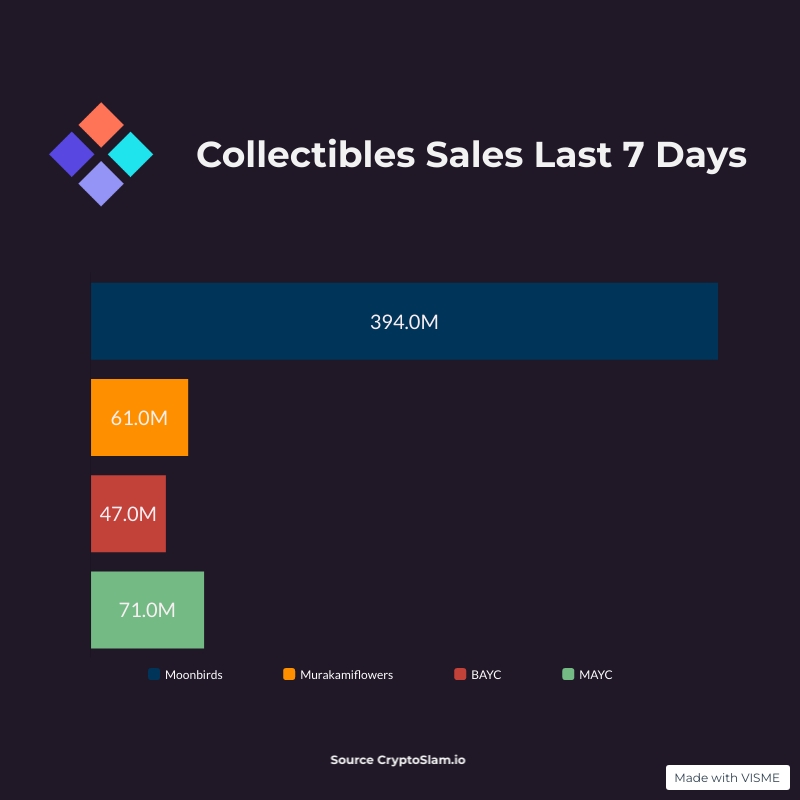 Collectibles Sales Last 7 Days
394.0M
61.0M
47.0M
71.0M
Moonbirds Murakamiflowers BAYC MAYC
Source CryptoSlam.io
Made with VISME